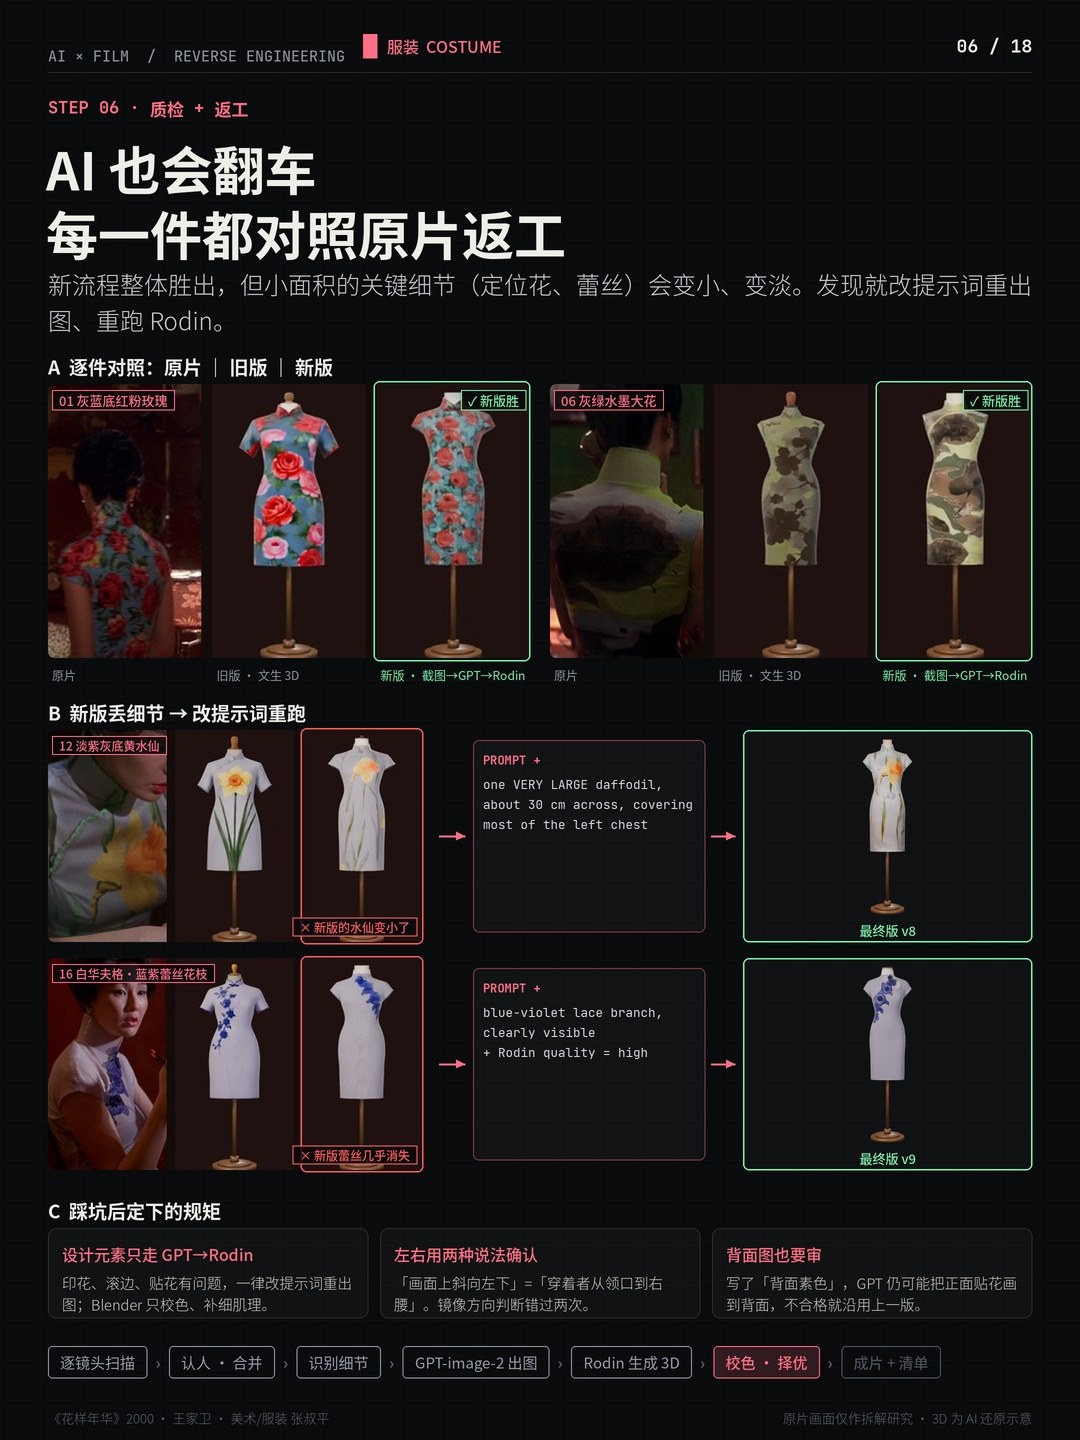 AI × FILM / REVERSE ENGINEERING
服装 COSTUME
06 / 18
STEP 06 · 质检 + 返工
AI 也会翻车
每一件都对照原片返工
新流程整体胜出，但小面积的关键细节（定位花、蕾丝）会变小、变淡。发现就改提示词重出
图、重跑 Rodin。
A 逐件对照：原片｜旧版｜新版
01 灰蓝底红粉玫瑰
✓ 新版胜
06 灰绿水墨大花
✓ 新版胜
原片
旧版 · 文生 3D
新版 · 截图→GPT→Rodin
原片
旧版 · 文生 3D
新版 · 截图→GPT→Rodin
B 新版丢细节 → 改提示词重跑
12 淡紫灰底黄水仙
× 新版的水仙变小了
PROMPT +
one VERY LARGE daffodil,
about 30 cm across, covering
most of the left chest
最终版 v8
16 白华夫格·蓝紫蕾丝花枝
× 新版蕾丝几乎消失
PROMPT +
blue-violet lace branch,
clearly visible
+ Rodin quality = high
最终版 v9
C 踩坑后定下的规矩
设计元素只走 GPT→Rodin
印花、滚边、贴花有问题，一律改提示词重出
图；Blender 只校色、补细肌理。
左右用两种说法确认
「画面上斜向左下」=「穿着者从领口到右
腰」。镜像方向判断错过两次。
背面图也要审
写了「背面素色」，GPT 仍可能把正面贴花画
到背面，不合格就沿用上一版。
逐镜头扫描 › 认人 · 合并 › 识别细节 › GPT-image-2 出图 › Rodin 生成 3D › 校色 · 择优 › 成片 + 清单
《花样年华》2000 · 王家卫 · 美术/服装 张叔平
原片画面仅作拆解研究 · 3D 为 AI 还原示意